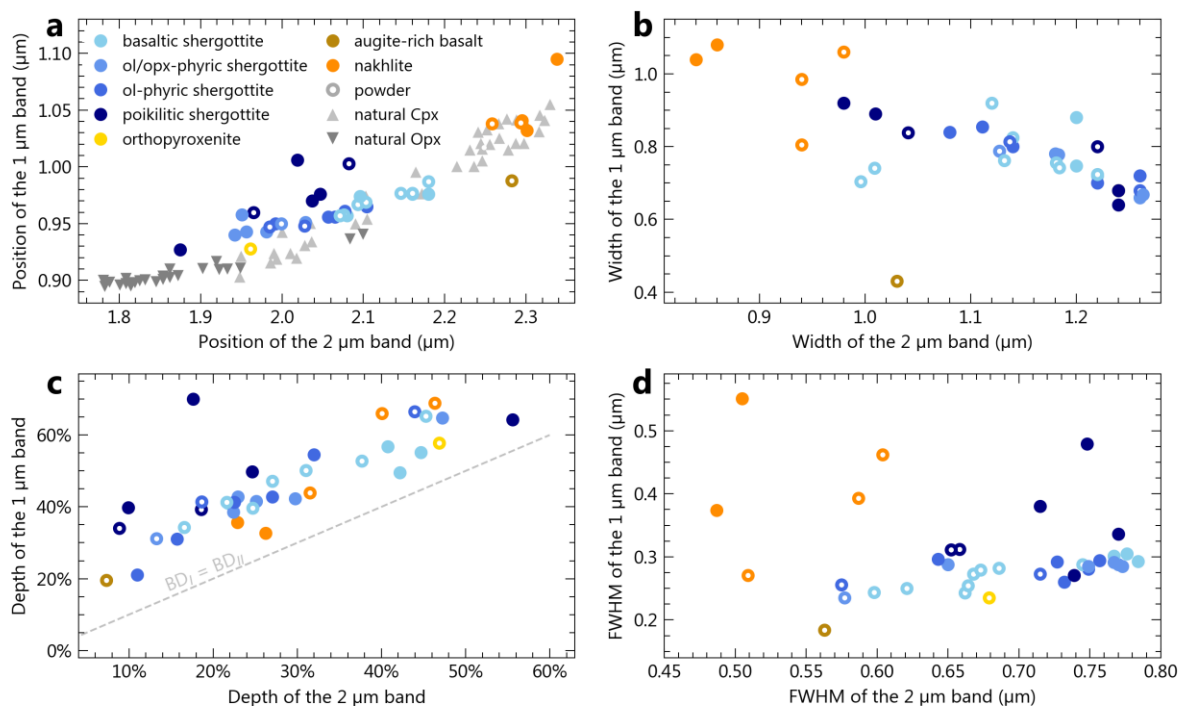 a
basaltic shergottite
ol/opx-phyric shergottite
ol-phyric shergottite
poikilitic shergottite
orthopyroxenite
augite-rich basalt
nakhlite
powder
natural Cpx
natural Opx
Position of the 1 µm band (µm)
1.10
1.05
1.00
0.95
0.90
1.8 1.9 2.0 2.1 2.2 2.3
Position of the 2 µm band (µm)
b
Width of the 1 µm band (µm)
1.0
0.8
0.6
0.4
0.9 1.0 1.1 1.2
Width of the 2 µm band (µm)
c
Depth of the 1 µm band
60%
40%
20%
0%
BD_I = BD_II
10% 20% 30% 40% 50% 60%
Depth of the 2 µm band
d
FWHM of the 1 µm band (µm)
0.5
0.4
0.3
0.2
0.45 0.50 0.55 0.60 0.65 0.70 0.75 0.80
FWHM of the 2 µm band (µm)